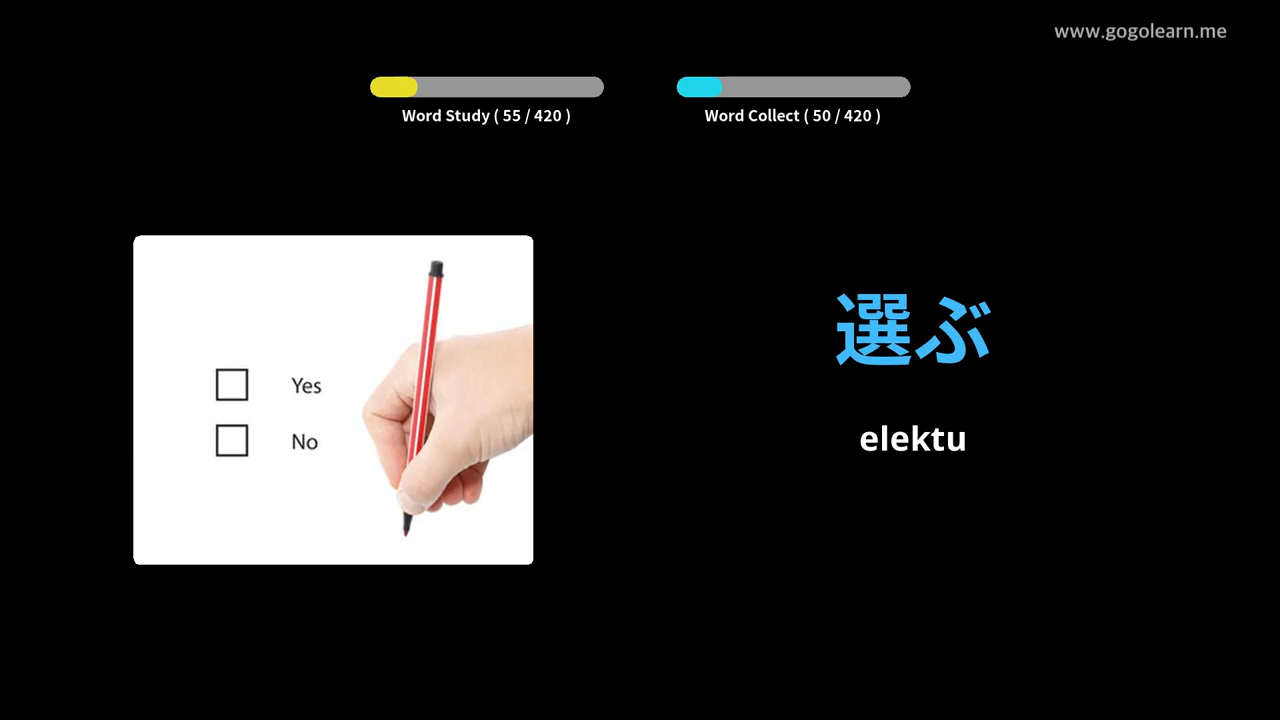 www.gogolearn.me
Word Study ( 55 / 420 )
Word Collect ( 50 / 420 )
Yes
No
選ぶ
elektu